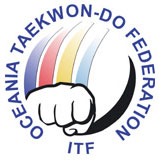 OCEANIA TAEKWON-DO FEDERATION
ITF